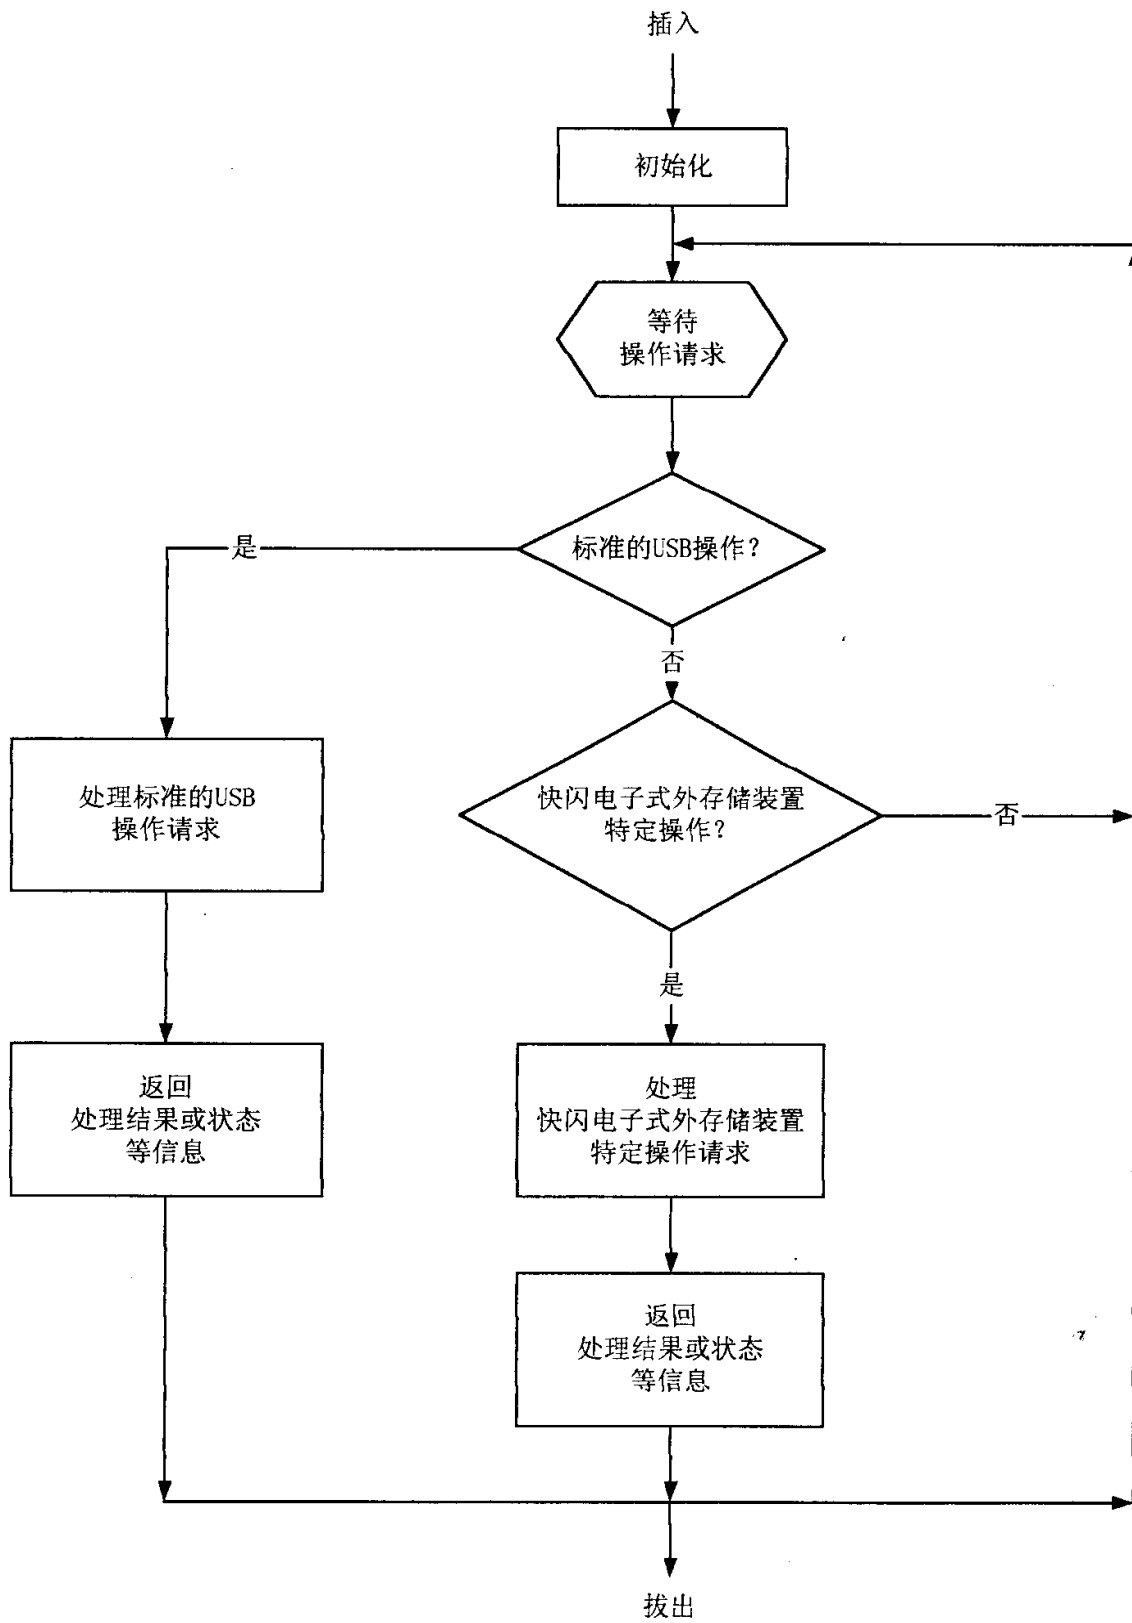 插入
初始化
等待
操作请求
标准的USB操作?
是
否
处理标准的USB
操作请求
快闪电子式外存储装置
特定操作?
否
是
返回
处理结果或状态
等信息
处理
快闪电子式外存储装置
特定操作请求
返回
处理结果或状态
等信息
拔出